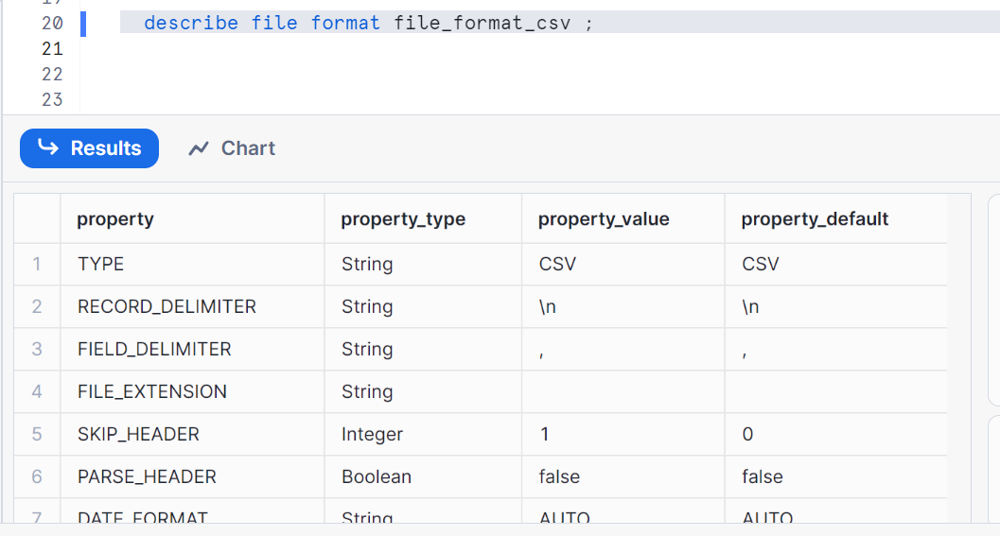 19
20 describe file format file_format_csv ;
21
22
23
Results Chart
property property_type property_value property_default
1 TYPE String CSV CSV
2 RECORD_DELIMITER String \n \n
3 FIELD_DELIMITER String , ,
4 FILE_EXTENSION String
5 SKIP_HEADER Integer 1 0
6 PARSE_HEADER Boolean false false
7 DATE_FORMAT String AUTO AUTO